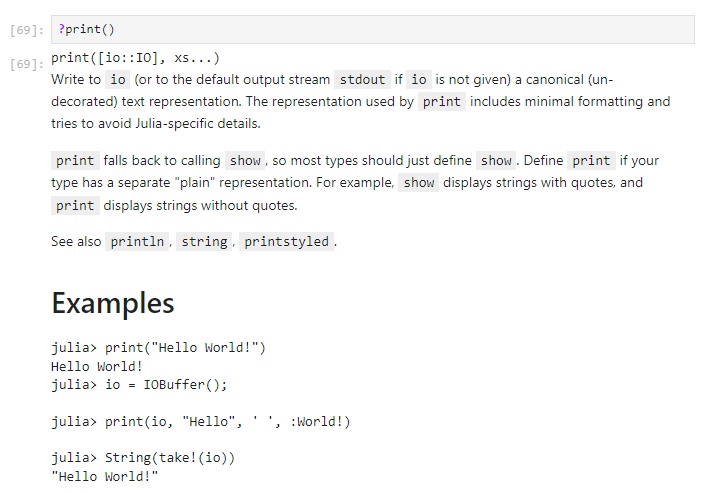 [69]: ?print()
[69]: print([io::IO], xs...)
Write to io (or to the default output stream stdout if io is not given) a canonical (un-
decorated) text representation. The representation used by print includes minimal formatting and
tries to avoid Julia-specific details.
print falls back to calling show, so most types should just define show. Define print if your
type has a separate "plain" representation. For example, show displays strings with quotes, and
print displays strings without quotes.
See also println, string, printstyled.
Examples
julia> print("Hello World!")
Hello World!
julia> io = IOBuffer();
julia> print(io, "Hello", ' ', :World!)
julia> String(take!(io))
"Hello World!"